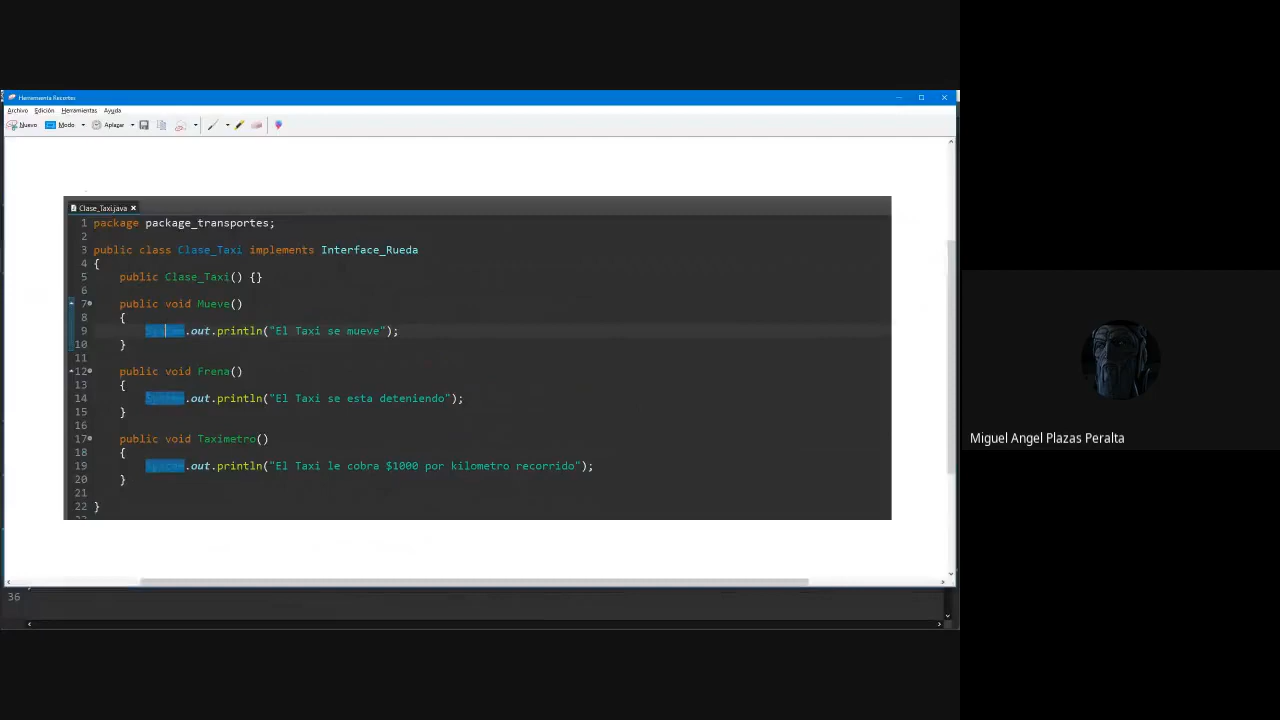 Herramienta Recortes
Archivo Edición Herramientas Ayuda
Nuevo Modo Aplazar
Clase_Taxi.java
1 package package_transportes;
2
3 public class Clase_Taxi implements Interface_Rueda
4 {
5 public Clase_Taxi() {}
6
7 public void Mueve()
8 {
9 System.out.println("El Taxi se mueve");
10 }
11
12 public void Frena()
13 {
14 System.out.println("El Taxi se esta deteniendo");
15 }
16
17 public void Taximetro()
18 {
19 System.out.println("El Taxi le cobra $1000 por kilometro recorrido");
20 }
21
22 }
36
Miguel Angel Plazas Peralta